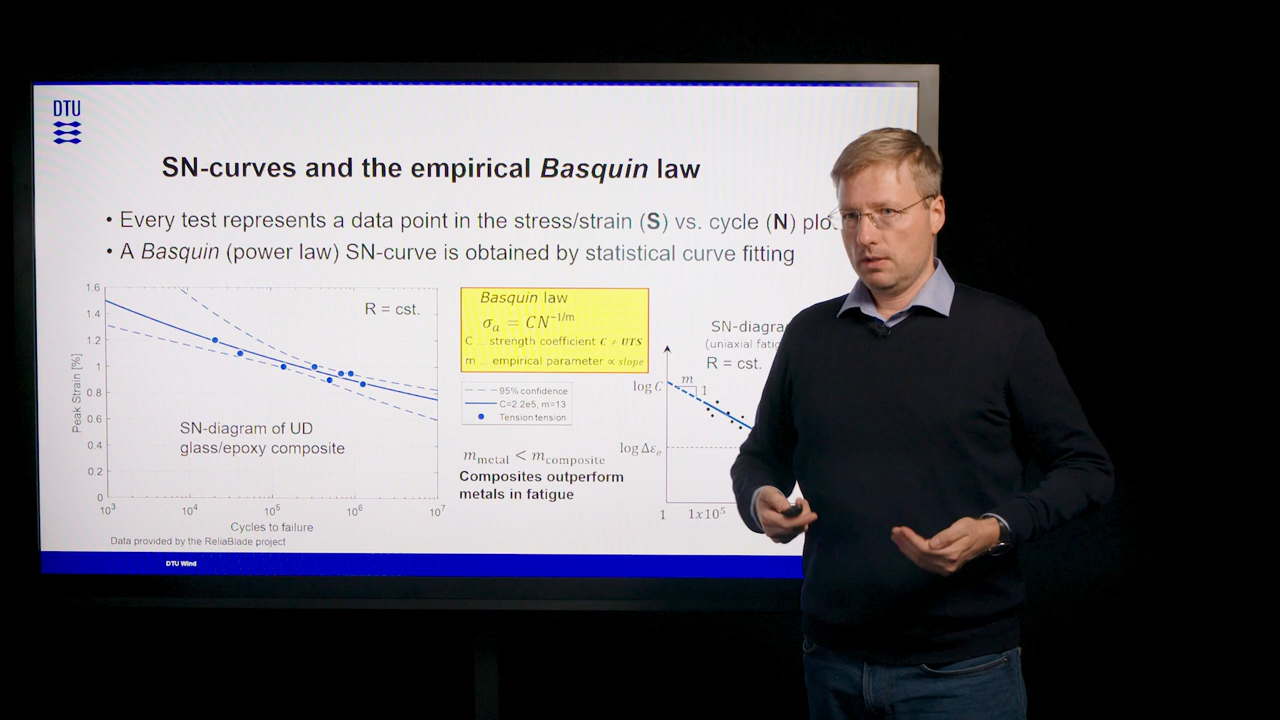 DTU
SN-curves and the empirical Basquin law
• Every test represents a data point in the stress/strain (S) vs. cycle (N) plo
• A Basquin (power law) SN-curve is obtained by statistical curve fitting
1.6
1.4
1.2
1
0.8
0.6
0.4
0.2
0
Peak Strain [%]
R = cst.
SN-diagram of UD
glass/epoxy composite
10³ 10⁴ 10⁵ 10⁶ 10⁷
Cycles to failure
Data provided by the ReliaBlade project
Basquin law
σₐ = CN^{-1/m}
C ... strength coefficient C ≠ UTS
m ... empirical parameter ∝ slope
95% confidence
C=2.2e5, m=13
Tension tension
m_metal < m_composite
Composites outperform
metals in fatigue
SN-diagra
(uniaxial fatig
R = cst.
log C
m
1
log Δεₑ
1 1x10⁵
DTU Wind